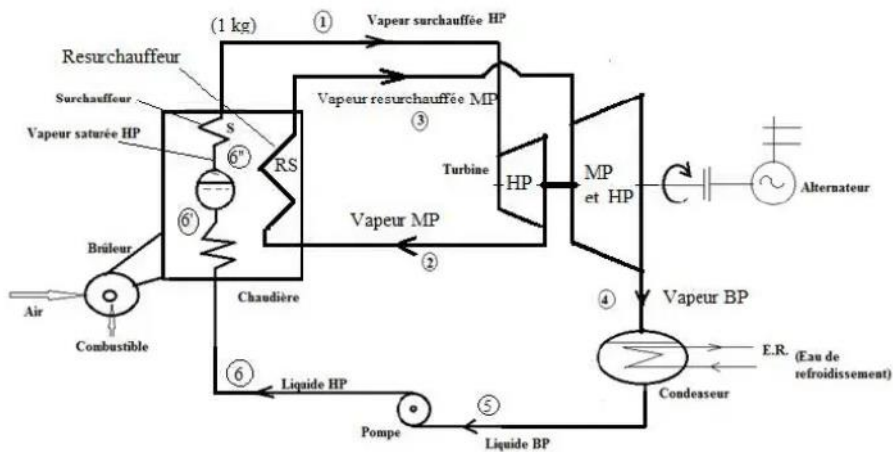 (1 kg)
①
Vapeur surchauffée HP
Resurchauffeur
Surchauffeur
Vapeur resurchauffée MP
③
Vapeur saturée HP
S
6"
RS
Turbine
HP
MP
et HP
Alternateur
6'
Vapeur MP
②
Brûleur
Chaudière
④
Vapeur BP
Air
Combustible
E.R.
(Eau de
refroidissement)
Condenseur
⑥
Liquide HP
⑤
Pompe
Liquide BP